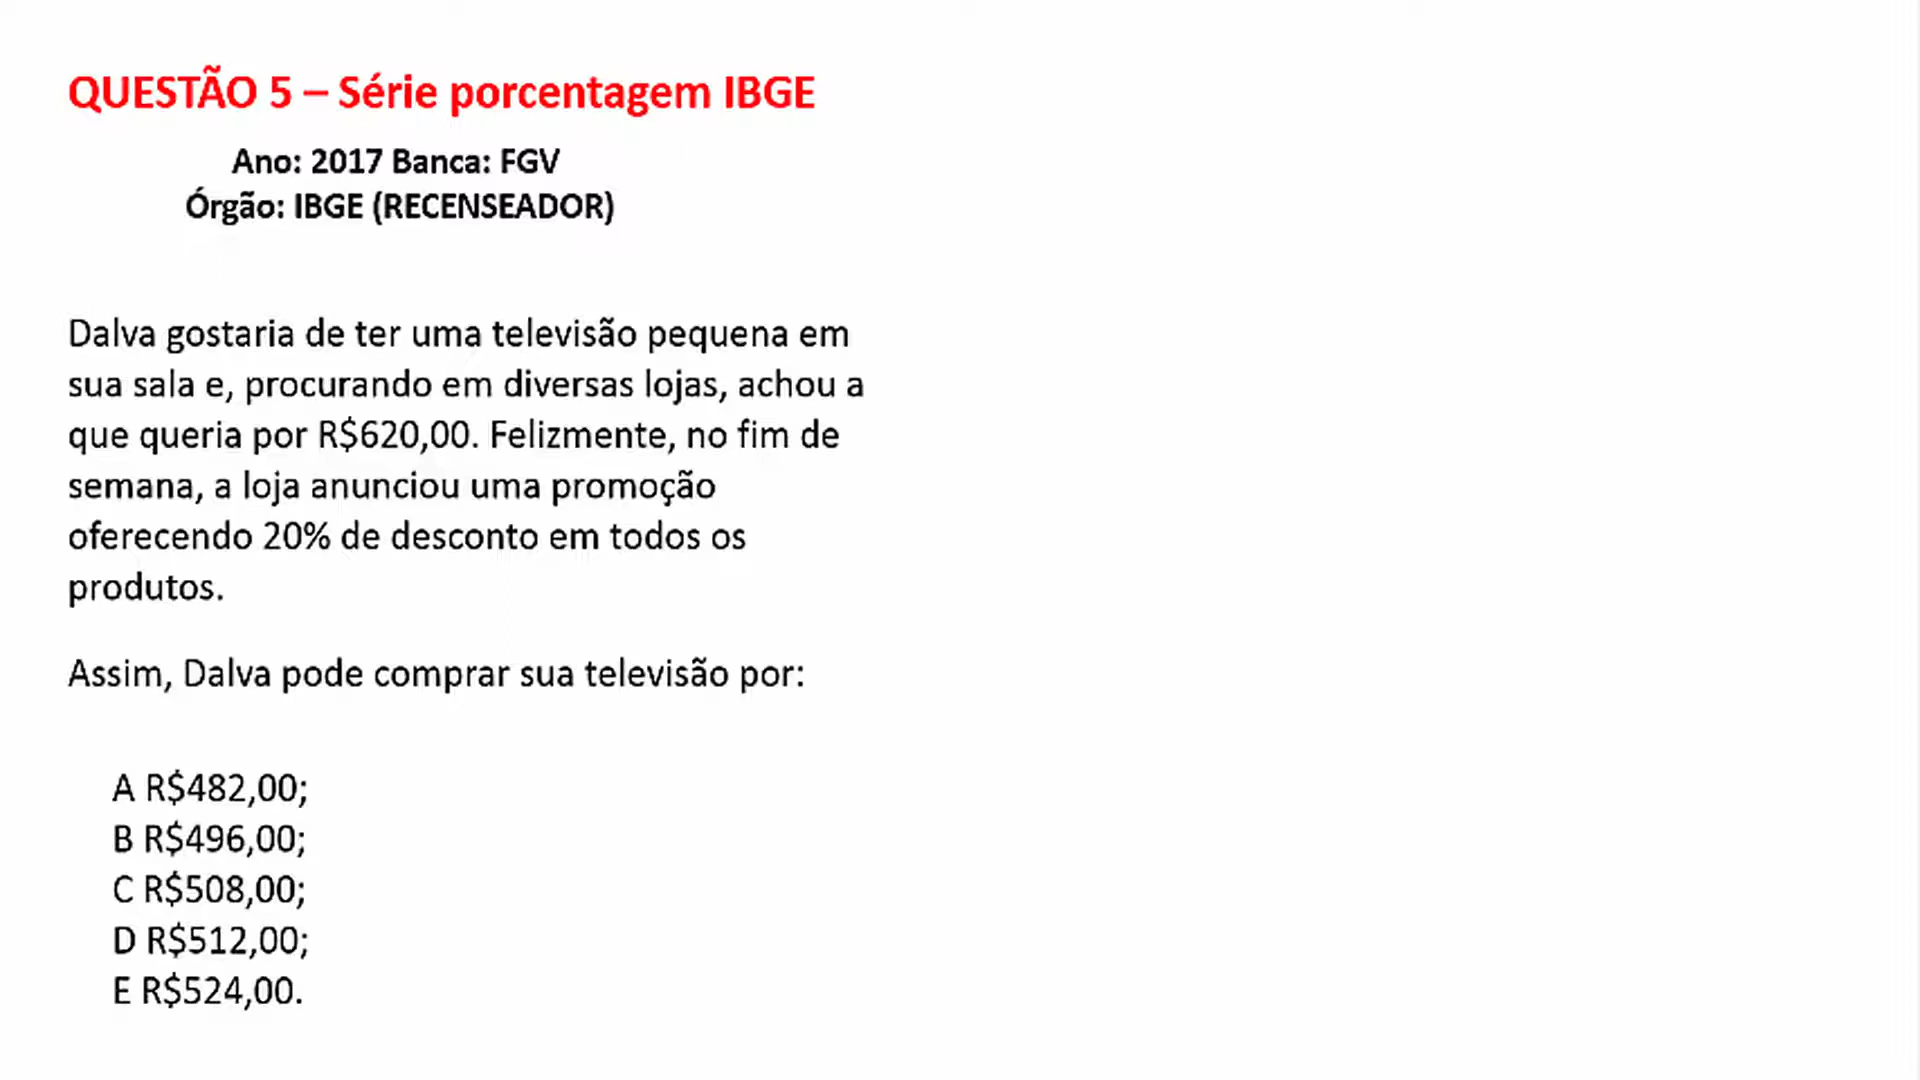 QUESTÃO 5 – Série porcentagem IBGE
Ano: 2017 Banca: FGV
Órgão: IBGE (RECENSEADOR)
Dalva gostaria de ter uma televisão pequena em
sua sala e, procurando em diversas lojas, achou a
que queria por R$620,00. Felizmente, no fim de
semana, a loja anunciou uma promoção
oferecendo 20% de desconto em todos os
produtos.
Assim, Dalva pode comprar sua televisão por:
A R$482,00;
B R$496,00;
C R$508,00;
D R$512,00;
E R$524,00.